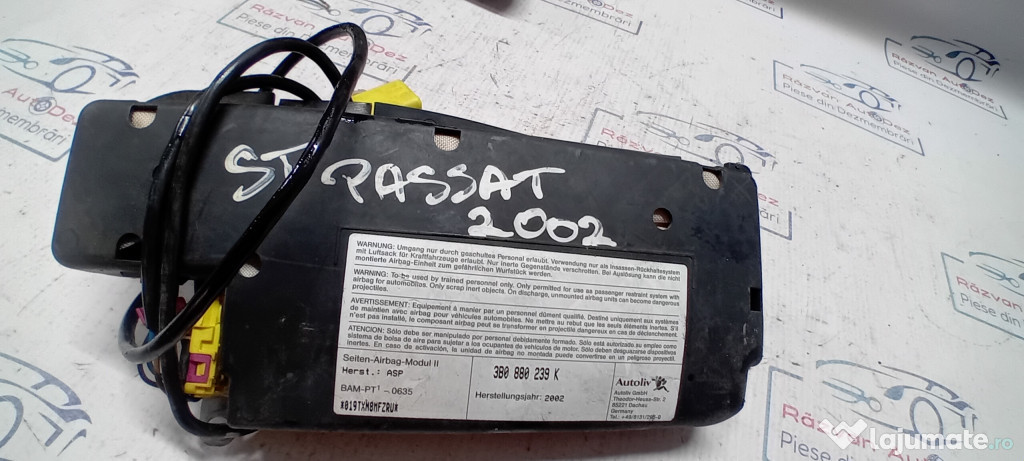 Răzvan AutoDez
Piese din Dezmembrări
ST PASSAT
2002
WARNUNG: Umgang nur durch geschultes Personal erlaubt. Verwendung nur als Insassen-Rückhaltesystem
mit Luftsack für Kraftfahrzeuge erlaubt. Nur inerte Gegenstände verschrotten. Bei Auslösung kann die nicht
montierte Airbag-Einheit zum gefährlichen Wurfstück werden.
WARNING: To be used by trained personnel only. Only permitted for use as passenger restraint system with
airbag for automobiles. Only scrap inert objects. On discharge, unmounted airbag units can become dangerous
projectiles.
AVERTISSEMENT: Equipement à manier par un personnel dûment qualifié. Destiné uniquement aux systèmes
de maintien avec airbag pour véhicules automobiles. Ne mettre au rebut que les seuls éléments inertes. S'il
n'est pas installé, le composant airbag peut se transformer en projectile dangereux en cas de déclenchement.
ATENCION: Sólo debe ser manipulado por personal debidamente formado. Sólo está autorizado su empleo como
sistema de bolsa de aire para sujetar a los ocupantes de vehículos de motor. Sólo deben desguazarse dispositivos
inertes. En caso de activación, la unidad de airbag no montada puede convertirse en un peligroso proyectil.
Seiten-Airbag-Modul II
Herst.: ASP
BAM-PT¹ - 0635
*819TXM8MFZRU*
3B0 880 239 K
Herstellungsjahr: 2002
Autoliv
Autoliv GmbH
Theodor-Heuss-Str. 2
85221 Dachau
Germany
lajumate.ro